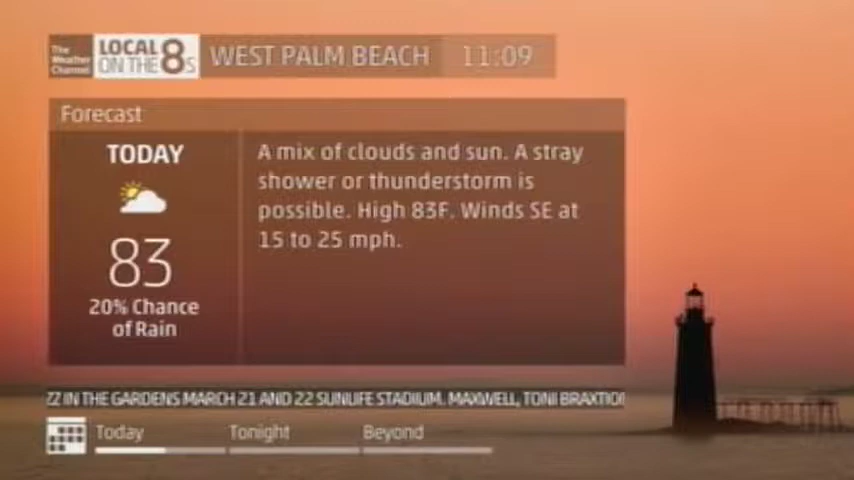 The Weather Channel
LOCAL ON THE 8s
WEST PALM BEACH 11:09
Forecast
TODAY
83
20% Chance
of Rain
A mix of clouds and sun. A stray
shower or thunderstorm is
possible. High 83F. Winds SE at
15 to 25 mph.
ZZ IN THE GARDENS MARCH 21 AND 22 SUNLIFE STADIUM. MAXWELL, TONI BRAXTO
Today Tonight Beyond